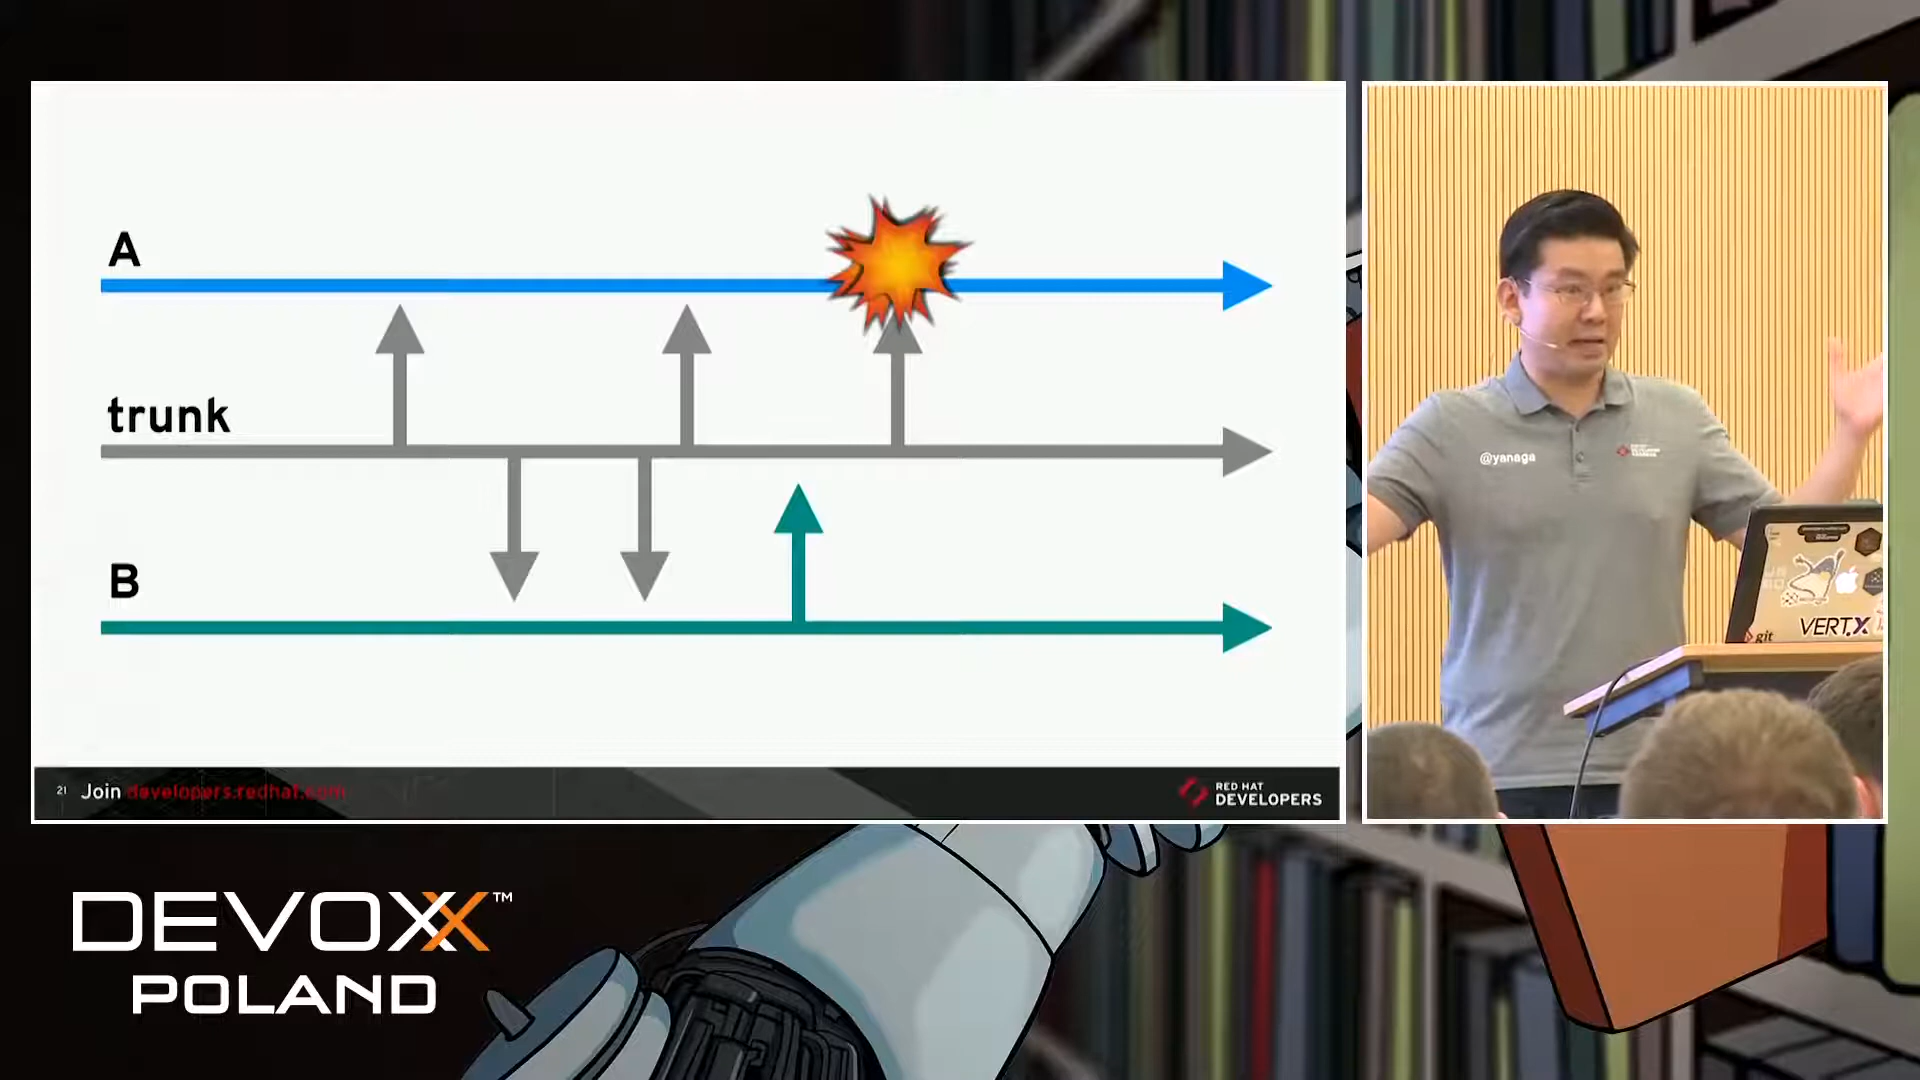 A
trunk
B
21 Join developers.redhat.com
RED HAT
DEVELOPERS
@yanaga
VERT.X
git
DEVOXX™
POLAND